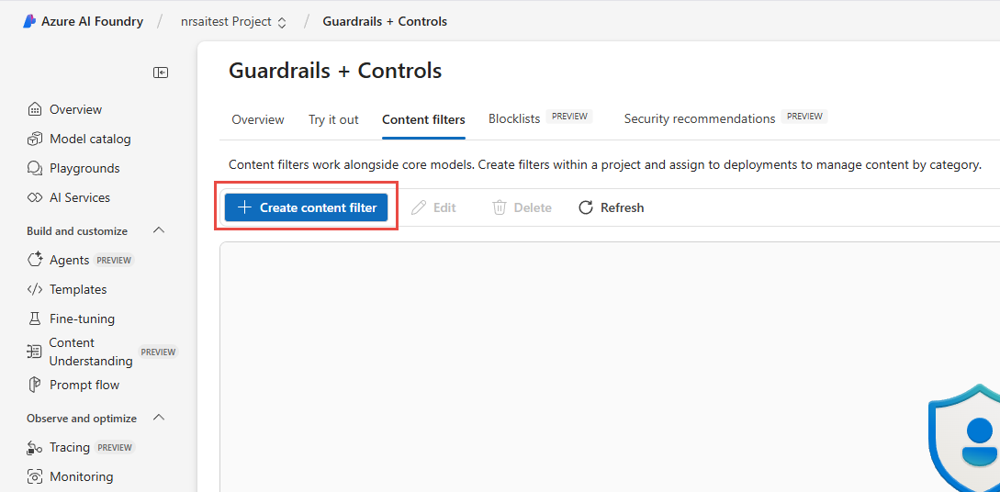 Azure AI Foundry / nrsaitest Project / Guardrails + Controls
Guardrails + Controls
Overview Try it out Content filters Blocklists PREVIEW Security recommendations PREVIEW
Content filters work alongside core models. Create filters within a project and assign to deployments to manage content by category.
Create content filter Edit Delete Refresh
Overview
Model catalog
Playgrounds
AI Services
Build and customize
Agents PREVIEW
Templates
Fine-tuning
Content
Understanding PREVIEW
Prompt flow
Observe and optimize
Tracing PREVIEW
Monitoring